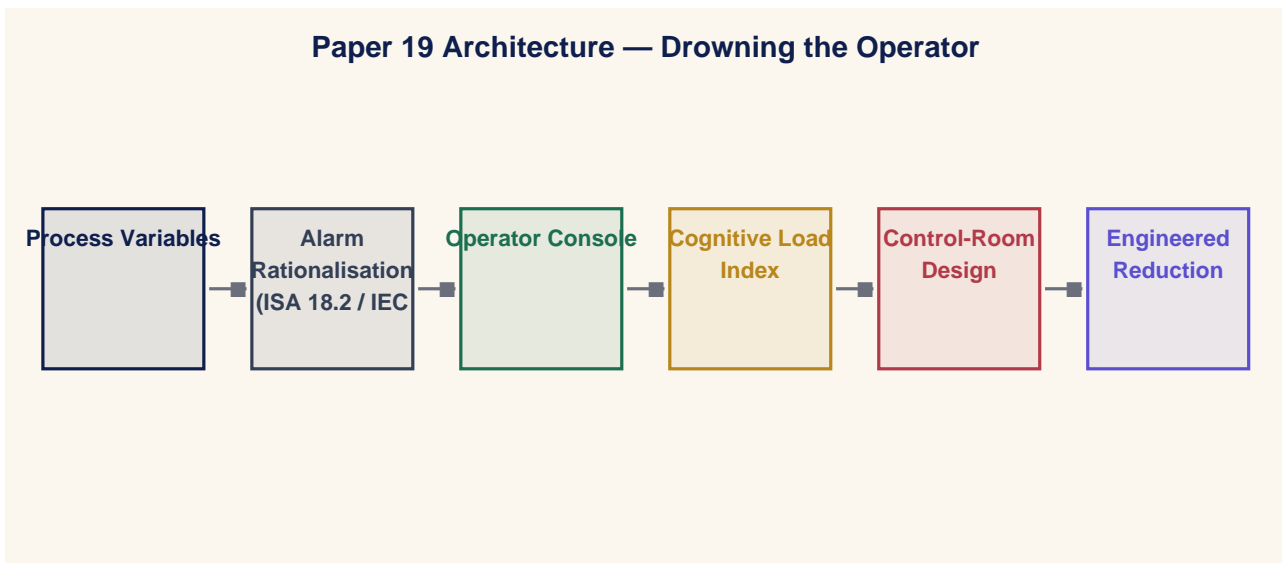 Paper 19 Architecture — Drowning the Operator
Process Variables
Alarm
Rationalisation
(ISA 18.2 / IEC
Operator Console
Cognitive Load
Index
Control-Room
Design
Engineered
Reduction